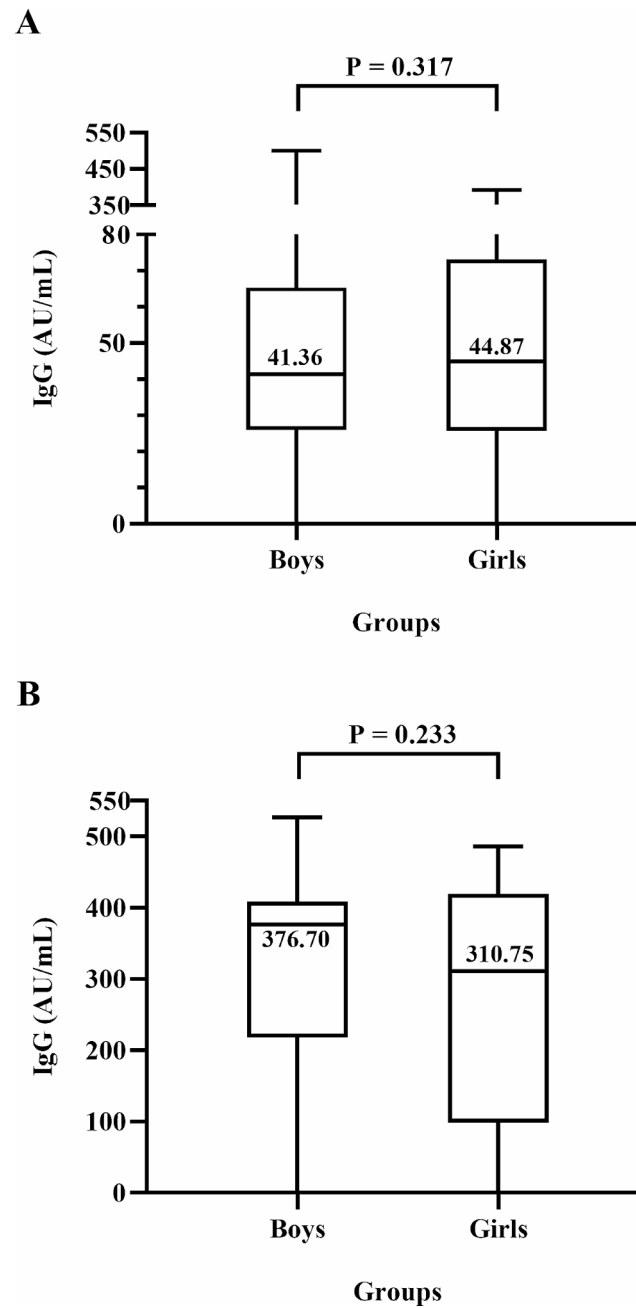 A
P = 0.317
550
450
350
80
50
0
IgG (AU/mL)
41.36
44.87
Boys Girls
Groups
B
P = 0.233
550
500
400
300
200
100
0
IgG (AU/mL)
376.70
310.75
Boys Girls
Groups